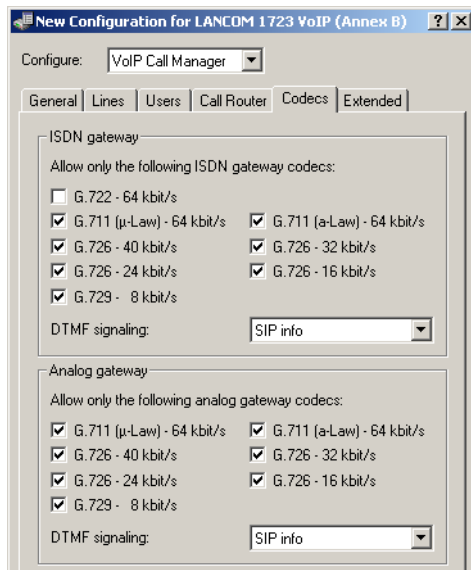 New Configuration for LANCOM 1723 VoIP (Annex B)
Configure: VoIP Call Manager
General Lines Users Call Router Codecs Extended
ISDN gateway
Allow only the following ISDN gateway codecs:
G.722 - 64 kbit/s
G.711 (µ-Law) - 64 kbit/s G.711 (a-Law) - 64 kbit/s
G.726 - 40 kbit/s G.726 - 32 kbit/s
G.726 - 24 kbit/s G.726 - 16 kbit/s
G.729 - 8 kbit/s
DTMF signaling: SIP info
Analog gateway
Allow only the following analog gateway codecs:
G.711 (µ-Law) - 64 kbit/s G.711 (a-Law) - 64 kbit/s
G.726 - 40 kbit/s G.726 - 32 kbit/s
G.726 - 24 kbit/s G.726 - 16 kbit/s
G.729 - 8 kbit/s
DTMF signaling: SIP info